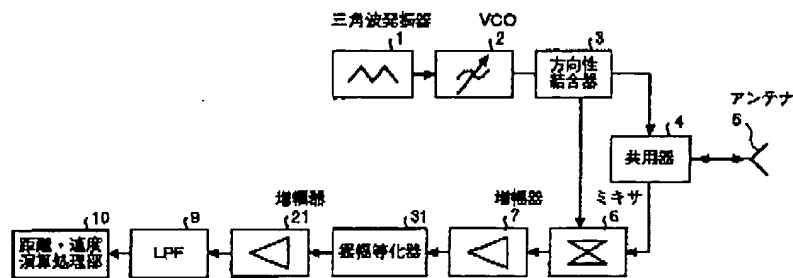 三角波発振器
VCO
1
2
3
方向性
結合器
アンテナ
5
4
共用器
増幅器
増幅器
ミキサ
10
9
21
31
7
6
距離・速度
演算処理部
LPF
振幅等化器